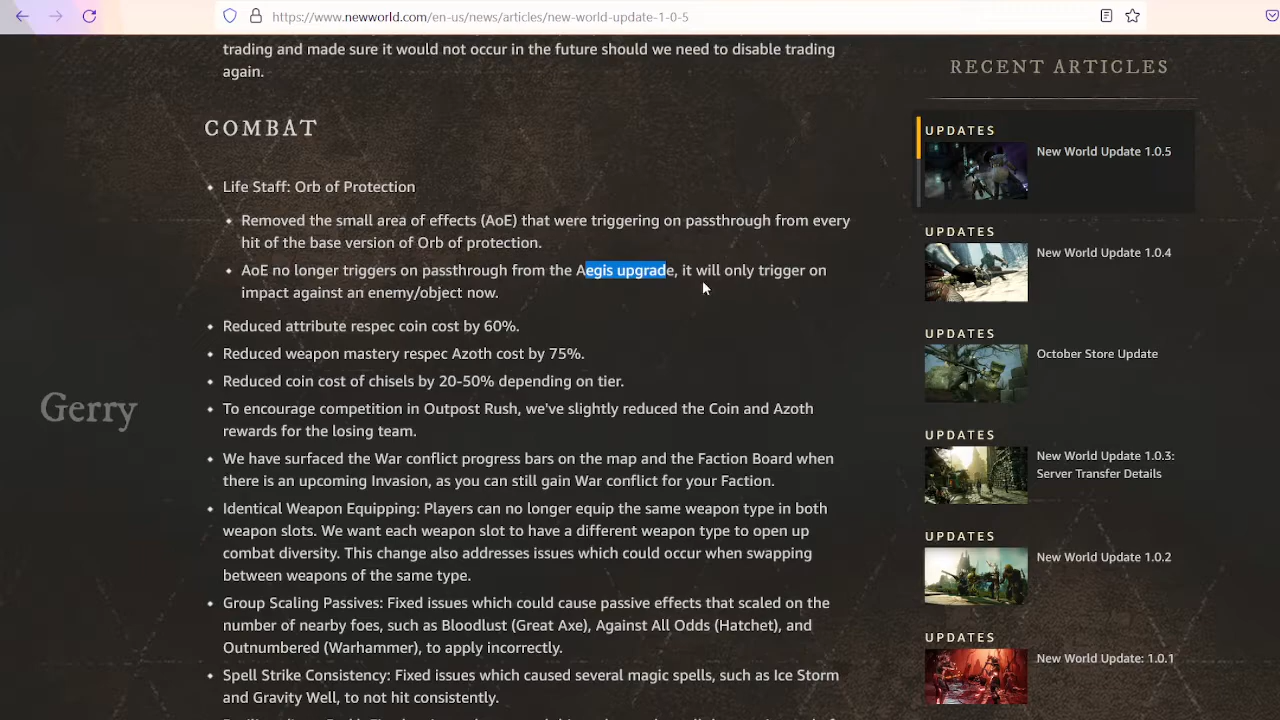 https://www.newworld.com/en-us/news/articles/new-world-update-1-0-5
trading and made sure it would not occur in the future should we need to disable trading
again.
COMBAT
• Life Staff: Orb of Protection
• Removed the small area of effects (AoE) that were triggering on passthrough from every
hit of the base version of Orb of protection.
• AoE no longer triggers on passthrough from the Aegis upgrade, it will only trigger on
impact against an enemy/object now.
• Reduced attribute respec coin cost by 60%.
• Reduced weapon mastery respec Azoth cost by 75%.
• Reduced coin cost of chisels by 20-50% depending on tier.
• To encourage competition in Outpost Rush, we've slightly reduced the Coin and Azoth
rewards for the losing team.
• We have surfaced the War conflict progress bars on the map and the Faction Board when
there is an upcoming Invasion, as you can still gain War conflict for your Faction.
• Identical Weapon Equipping: Players can no longer equip the same weapon type in both
weapon slots. We want each weapon slot to have a different weapon type to open up
combat diversity. This change also addresses issues which could occur when swapping
between weapons of the same type.
• Group Scaling Passives: Fixed issues which could cause passive effects that scaled on the
number of nearby foes, such as Bloodlust (Great Axe), Against All Odds (Hatchet), and
Outnumbered (Warhammer), to apply incorrectly.
• Spell Strike Consistency: Fixed issues which caused several magic spells, such as Ice Storm
and Gravity Well, to not hit consistently.
Gerry
RECENT ARTICLES
UPDATES
New World Update 1.0.5
UPDATES
New World Update 1.0.4
UPDATES
October Store Update
UPDATES
New World Update 1.0.3:
Server Transfer Details
UPDATES
New World Update 1.0.2
UPDATES
New World Update: 1.0.1